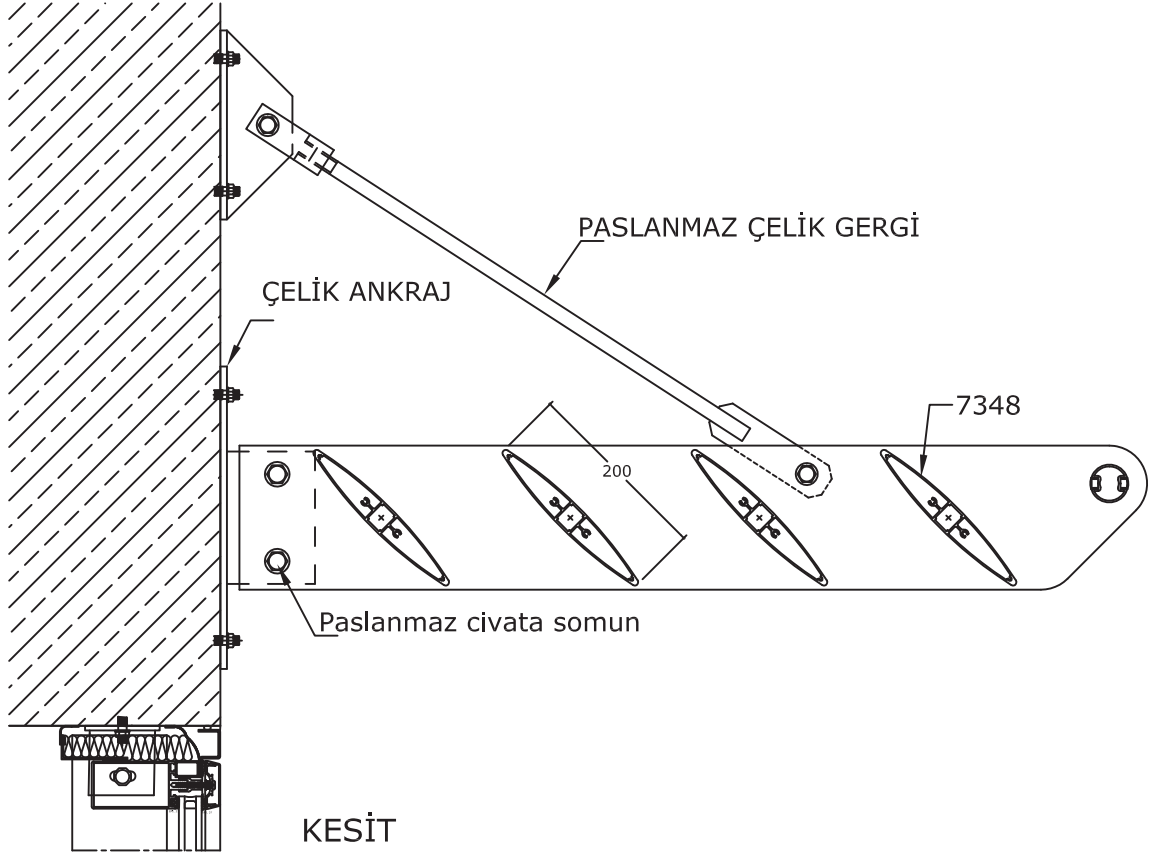 PASLANMAZ ÇELİK GERGİ
ÇELİK ANKRAJ
7348
200
Paslanmaz civata somun
KESİT